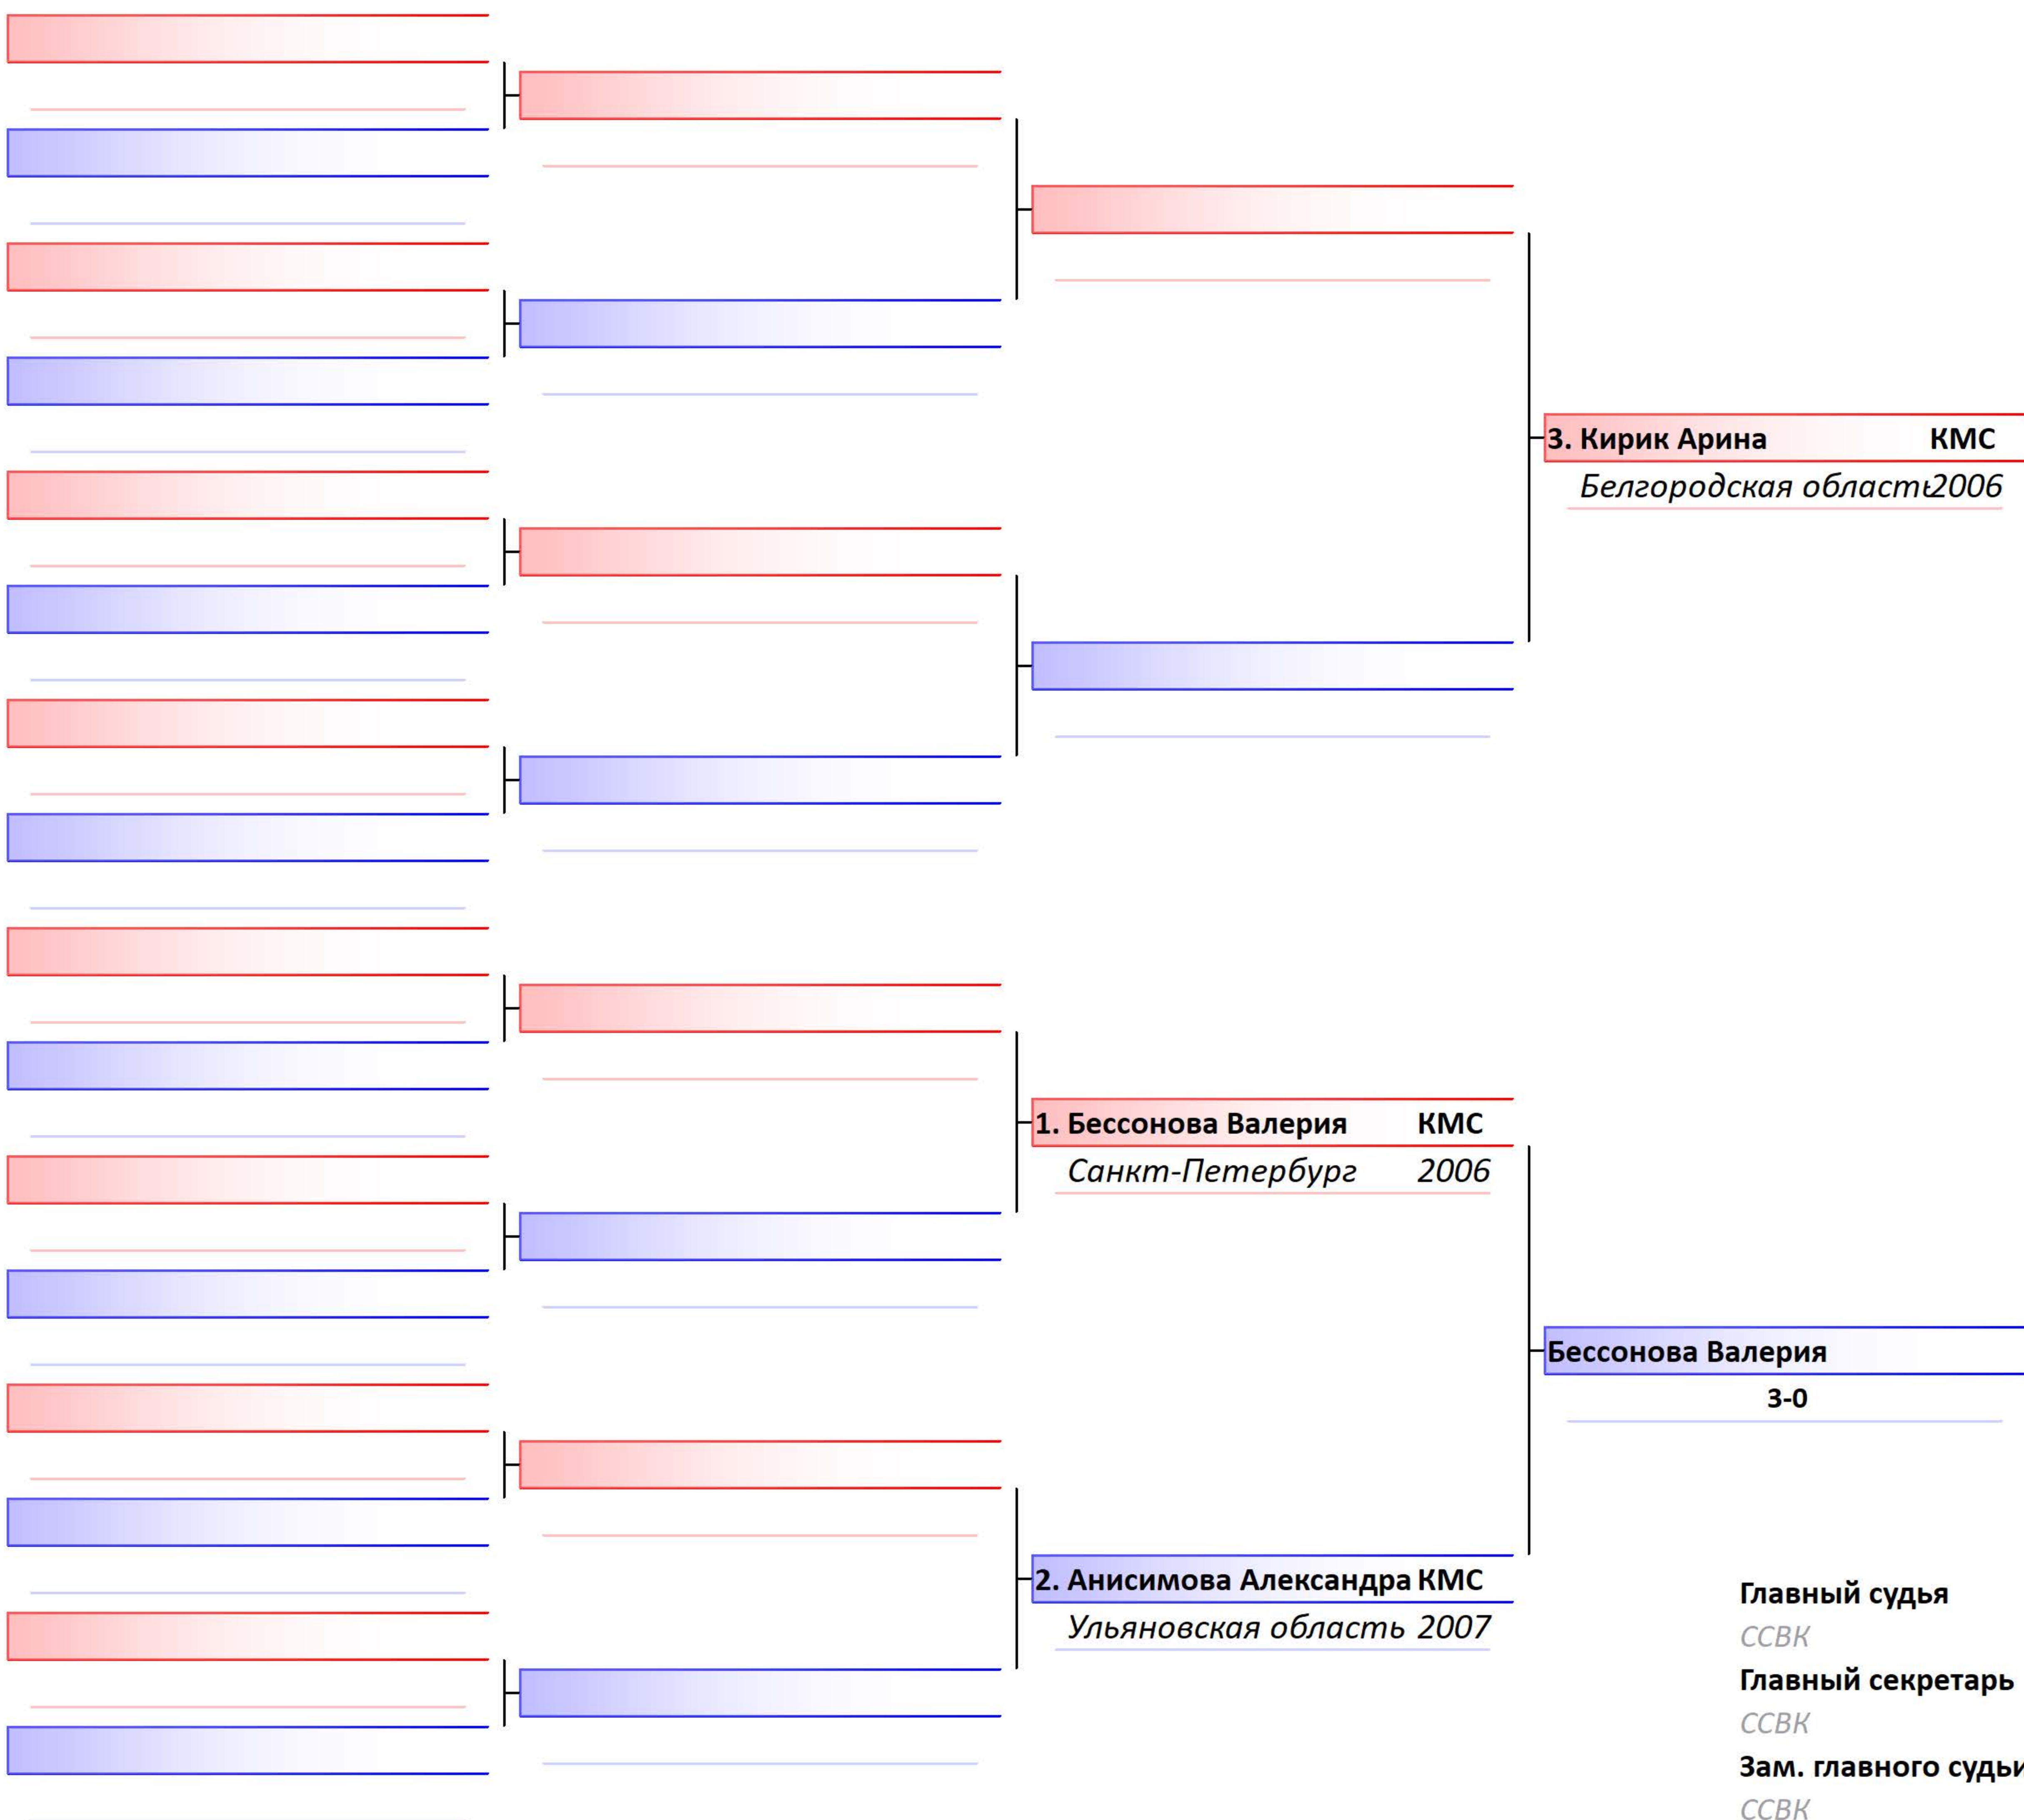 3. Кирик Арина КМС
Белгородская область 2006
1. Бессонова Валерия КМС
Санкт-Петербург 2006
Бессонова Валерия
3-0
2. Анисимова Александра КМС
Ульяновская область 2007
Главный судья
ССВК
Главный секретарь
ССВК
Зам. главного судьи
ССВК